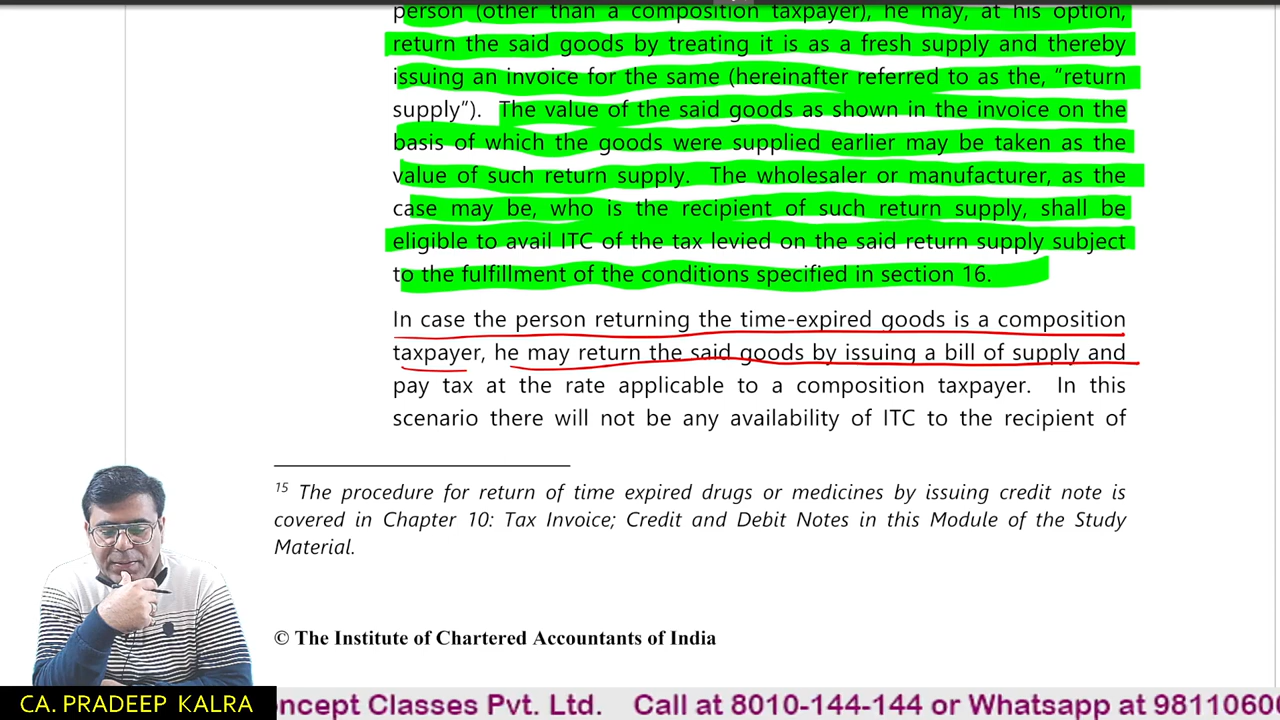 person (other than a composition taxpayer), he may, at his option,
return the said goods by treating it is as a fresh supply and thereby
issuing an invoice for the same (hereinafter referred to as the, “return
supply”). The value of the said goods as shown in the invoice on the
basis of which the goods were supplied earlier may be taken as the
value of such return supply. The wholesaler or manufacturer, as the
case may be, who is the recipient of such return supply, shall be
eligible to avail ITC of the tax levied on the said return supply subject
to the fulfillment of the conditions specified in section 16.
In case the person returning the time-expired goods is a composition
taxpayer, he may return the said goods by issuing a bill of supply and
pay tax at the rate applicable to a composition taxpayer. In this
scenario there will not be any availability of ITC to the recipient of
15 The procedure for return of time expired drugs or medicines by issuing credit note is
covered in Chapter 10: Tax Invoice; Credit and Debit Notes in this Module of the Study
Material.
© The Institute of Chartered Accountants of India
CA. PRADEEP KALRA
ncept Classes Pvt. Ltd. Call at 8010-144-144 or Whatsapp at 9811060